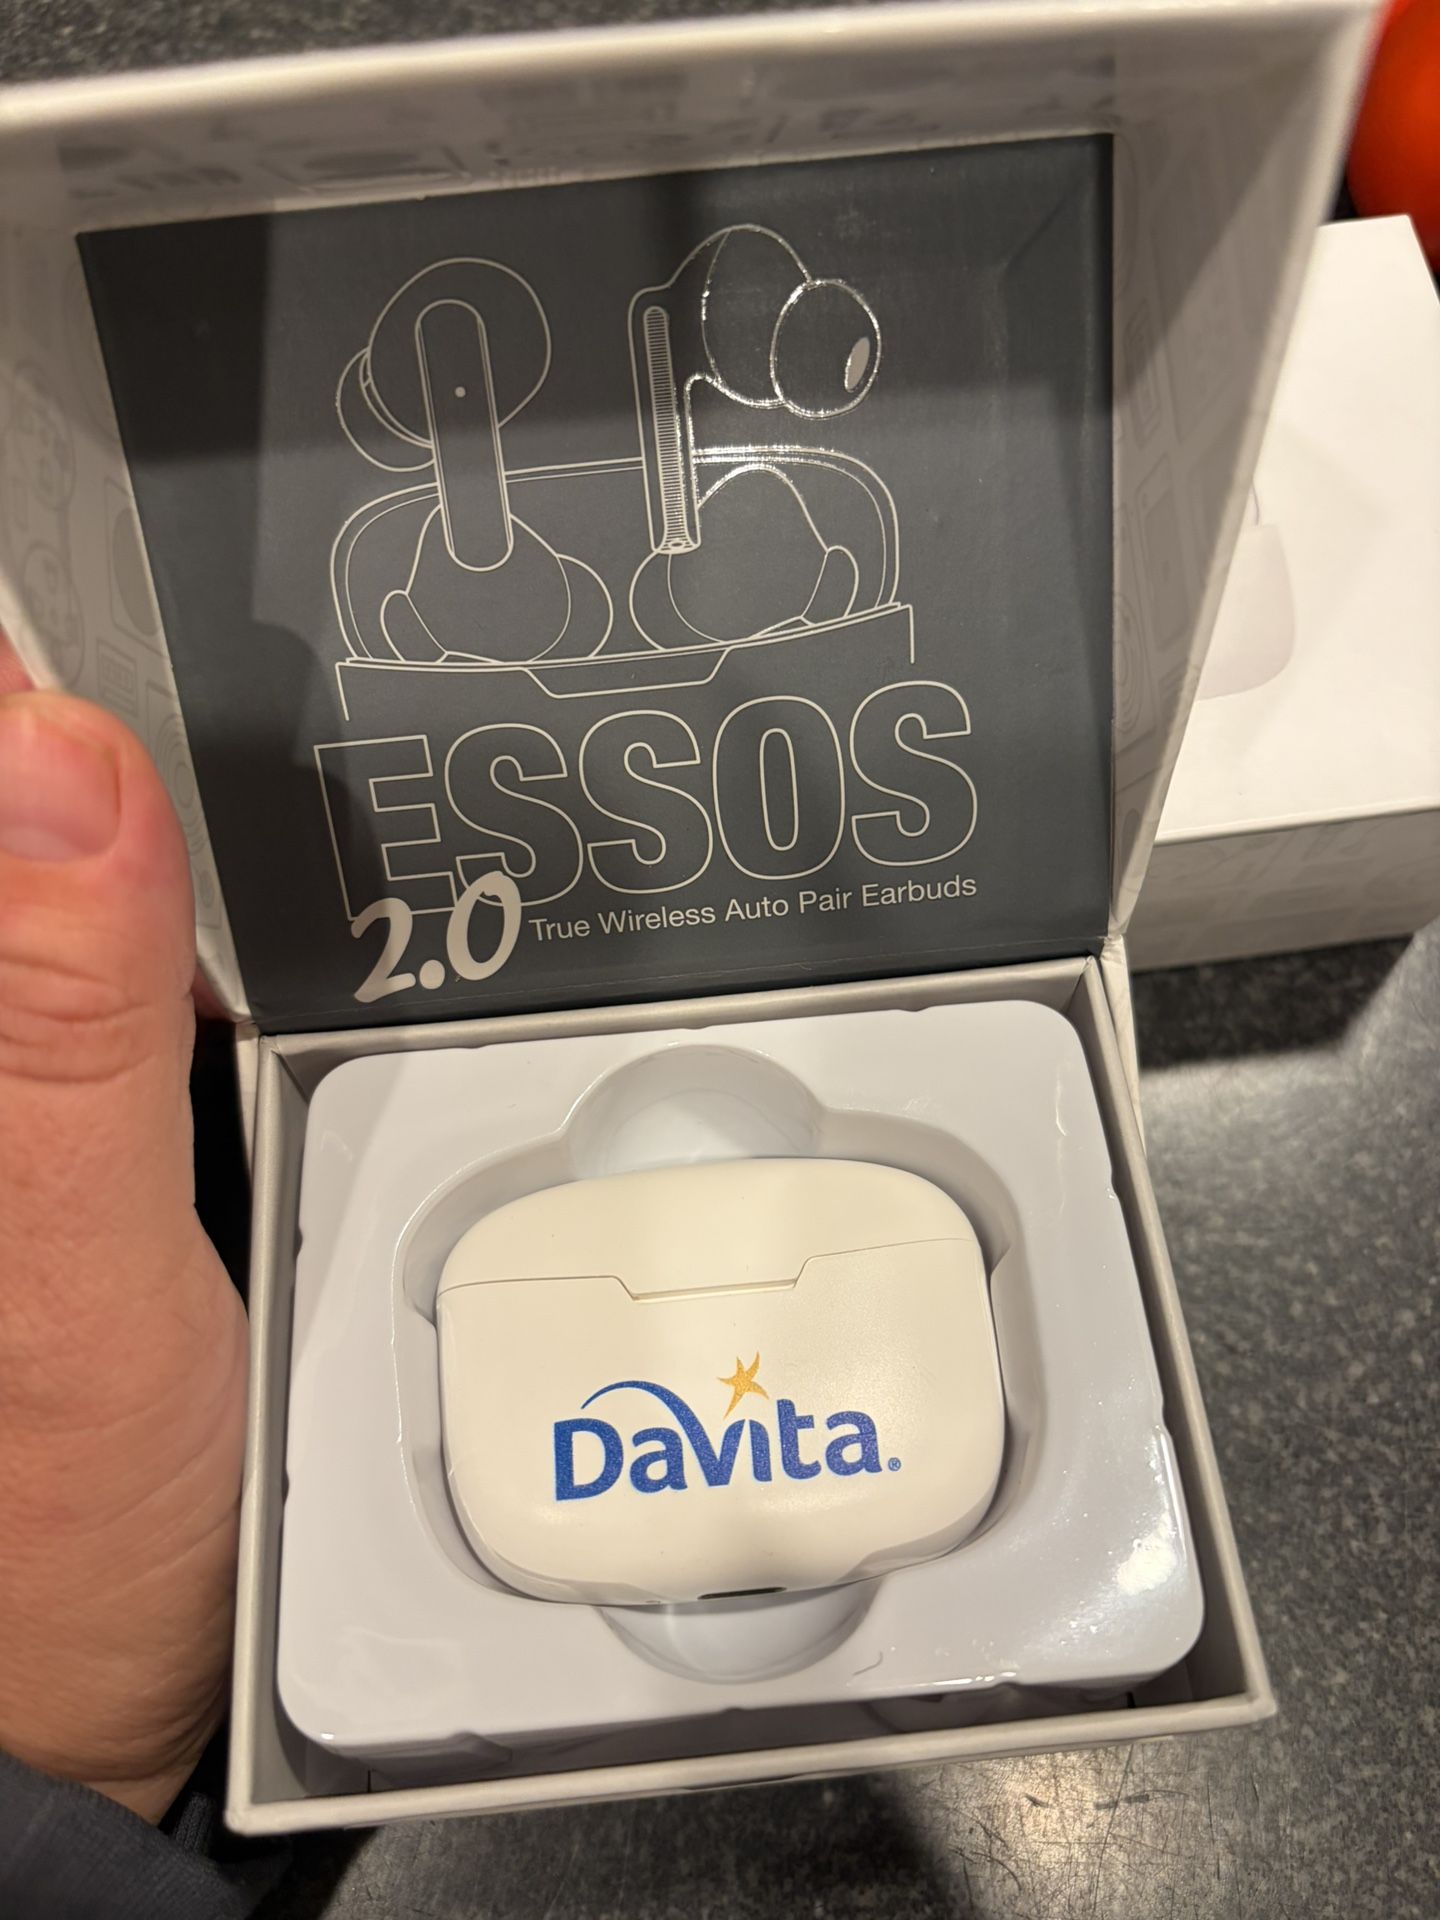 ESSOS
2.0 True Wireless Auto Pair Earbuds
DaVita®